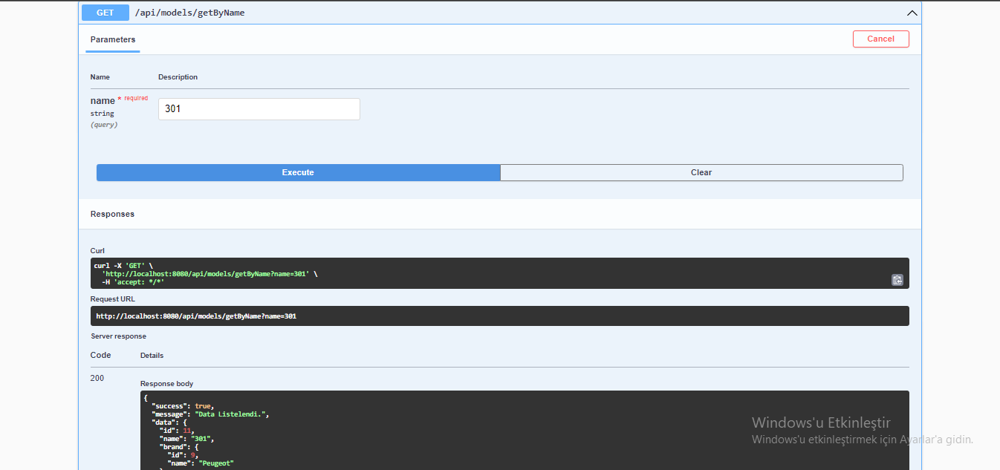 GET /api/models/getByName
Parameters
Cancel
Name Description
name * required
string
(query)
301
Execute Clear
Responses
Curl
curl -X 'GET' \
'http://localhost:8080/api/models/getByName?name=301' \
-H 'accept: */*'
Request URL
http://localhost:8080/api/models/getByName?name=301
Server response
Code Details
200
Response body
{
"success": true,
"message": "Data Listelendi.",
"data": {
"id": 11,
"name": "301",
"brand": {
"id": 9,
"name": "Peugeot"
}
Windows'u Etkinleştir
Windows'u etkinleştirmek için Ayarlar'a gidin.